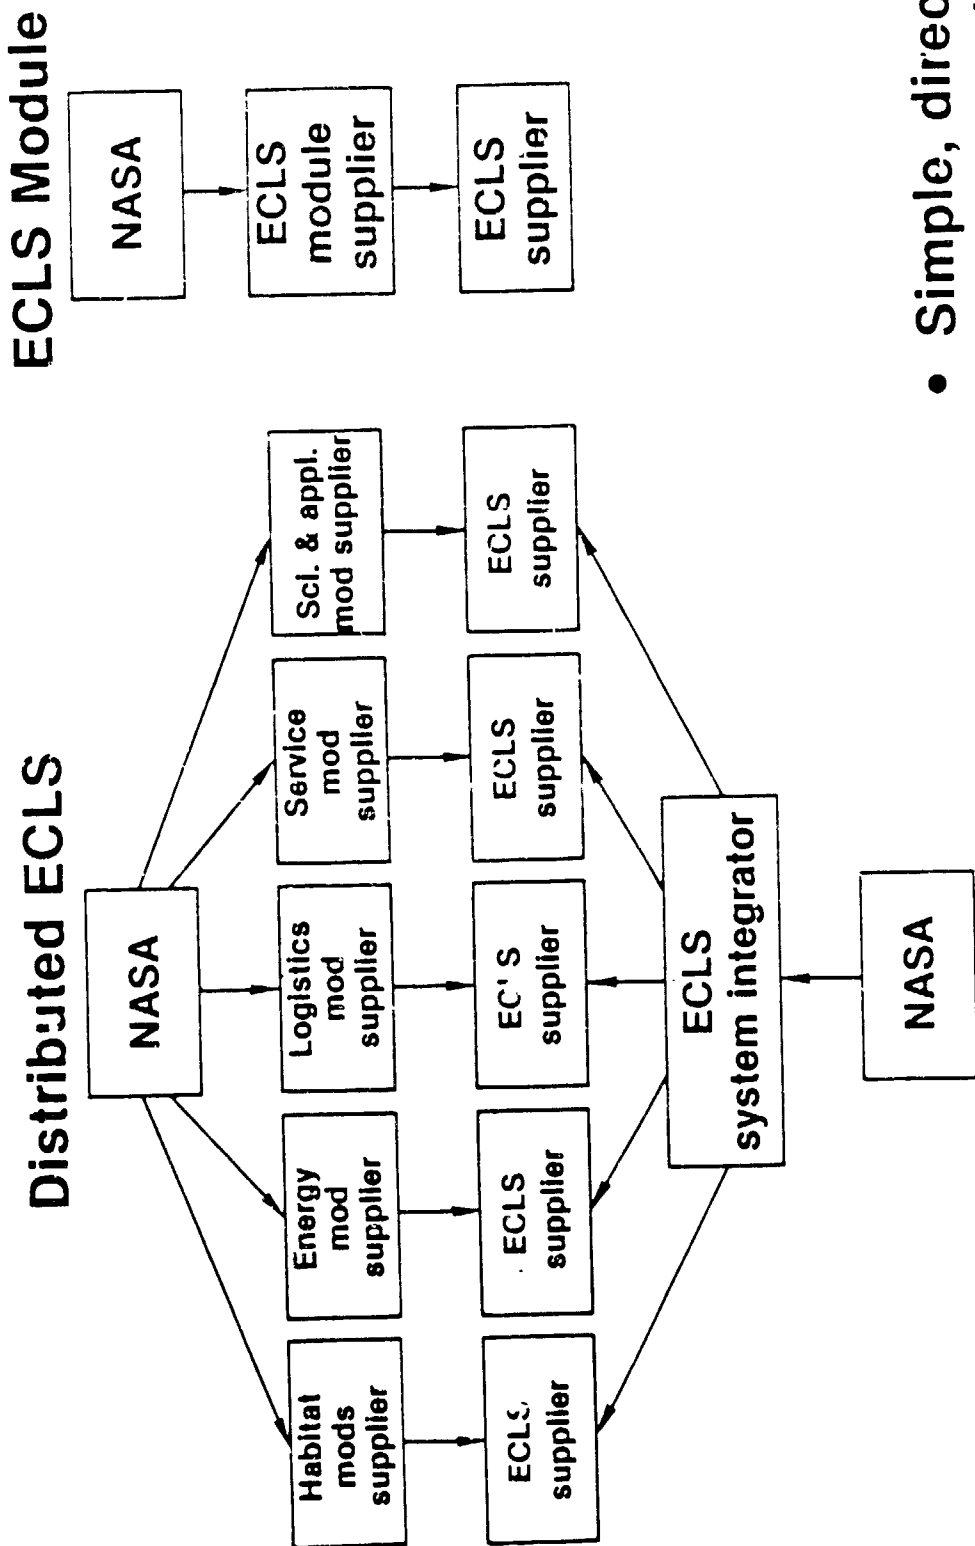 Distributed ECLS
NASA
Habitat
mods
supplier
Energy
mod
supplier
Logistics
mod
supplier
Service
mod
supplier
Sci. & appl.
mod supplier
ECLS
supplier
ECLS
supplier
supplier
ECLS
supplier
ECLS
supplier
ECLS
system integrator
NASA
ECLS Module
NASA
ECLS
module
supplier
ECLS
supplier
• Simple,